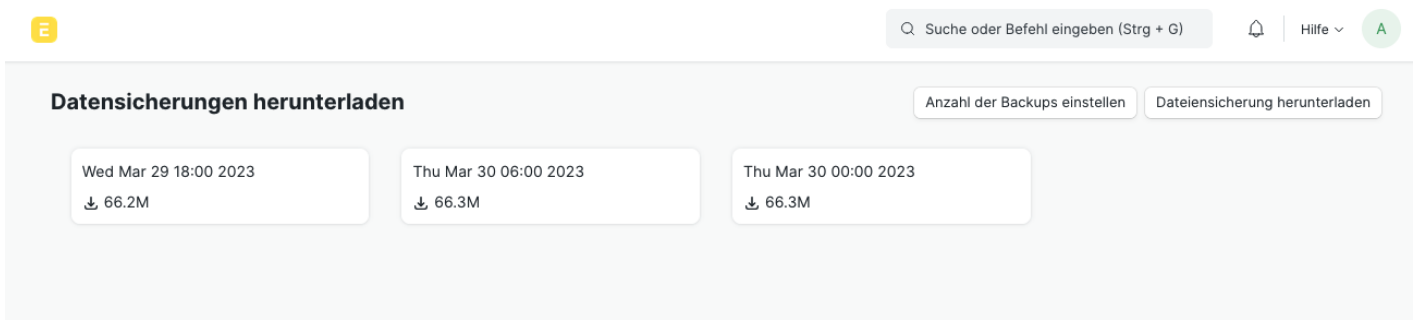 E
Suche oder Befehl eingeben (Strg + G)
Hilfe
A
Datensicherungen herunterladen
Anzahl der Backups einstellen
Dateiensicherung herunterladen
Wed Mar 29 18:00 2023
66.2M
Thu Mar 30 06:00 2023
66.3M
Thu Mar 30 00:00 2023
66.3M